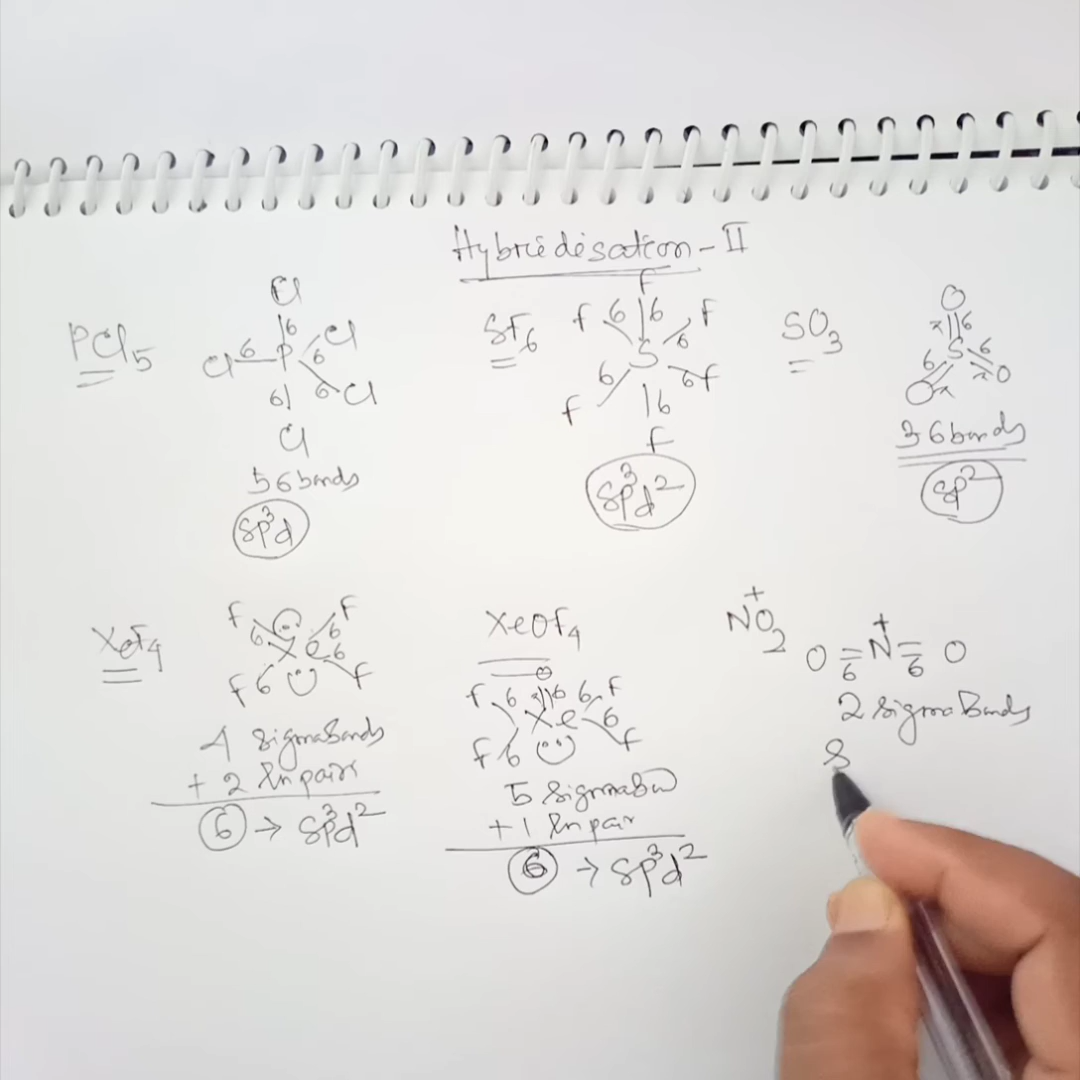 Hybridisation - II
PCl5
Cl
6
Cl 6 P 6 Cl
6 6 Cl
Cl
5 6 bonds
sp³d
SF6
F
F 6 6 F
S 6
6 6 F
F 6
F
sp³d²
SO3
O
π 6
6 S 6
O π π O
3 6 bonds
sp²
XeF4
F F
6 Xe 6 6
F 6 F
4 Sigma Bonds
+ 2 ln pairs
6 → sp³d²
XeOF4
O
F 6 π 6 6 F
Xe 6
F 6 F
5 Sigma
+ 1 ln pair
6 → sp³d²
NO2+
O = N+ = O
6 6
2 Sigma Bonds
S